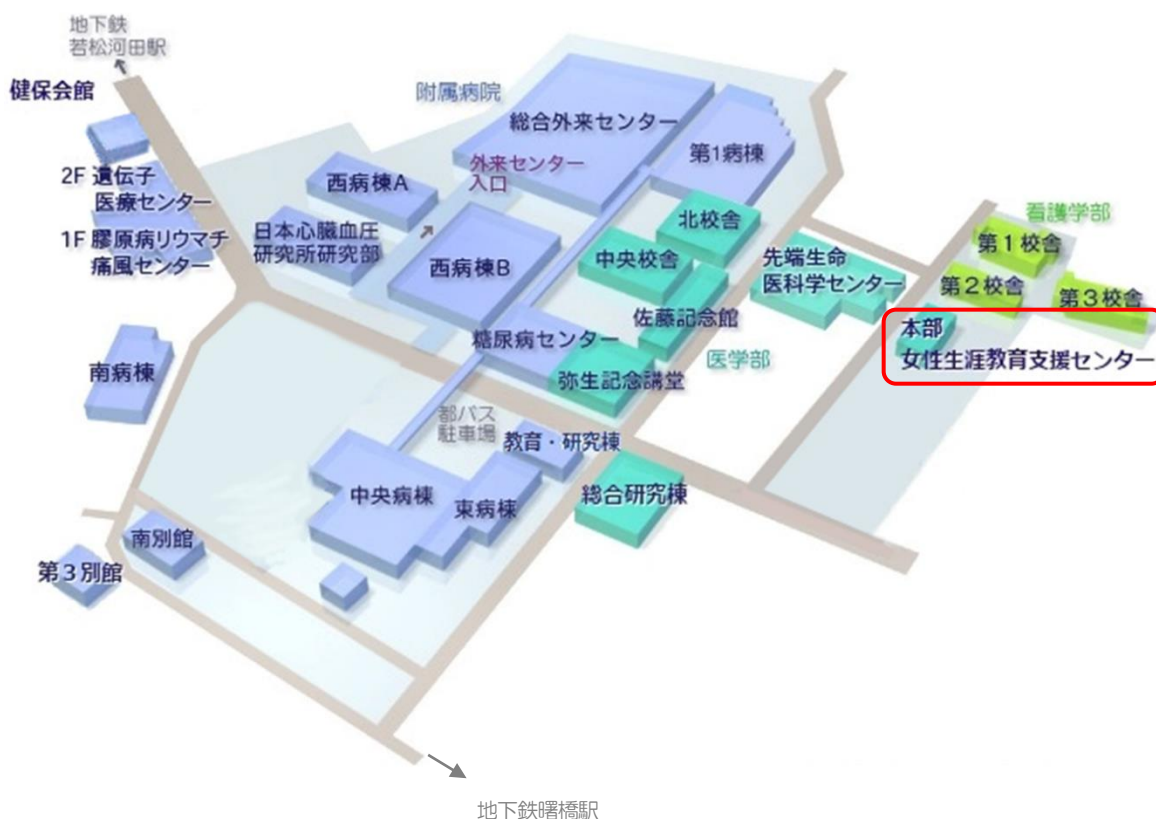 地下鉄
若松河田駅
健保会館
附属病院
総合外来センター
第1病棟
外来センター
入口
2F 遺伝子
医療センター
西病棟A
1F 膠原病リウマチ
痛風センター
日本心臓血圧
研究所研究部
西病棟B
北校舎
中央校舎
先端生命
医科学センター
看護学部
第1校舎
第2校舎
第3校舎
佐藤記念館
本部
女性生涯教育支援センター
糖尿病センター
医学部
弥生記念講堂
南病棟
都バス
駐車場
教育・研究棟
中央病棟
東病棟
総合研究棟
南別館
第3別館
地下鉄曙橋駅